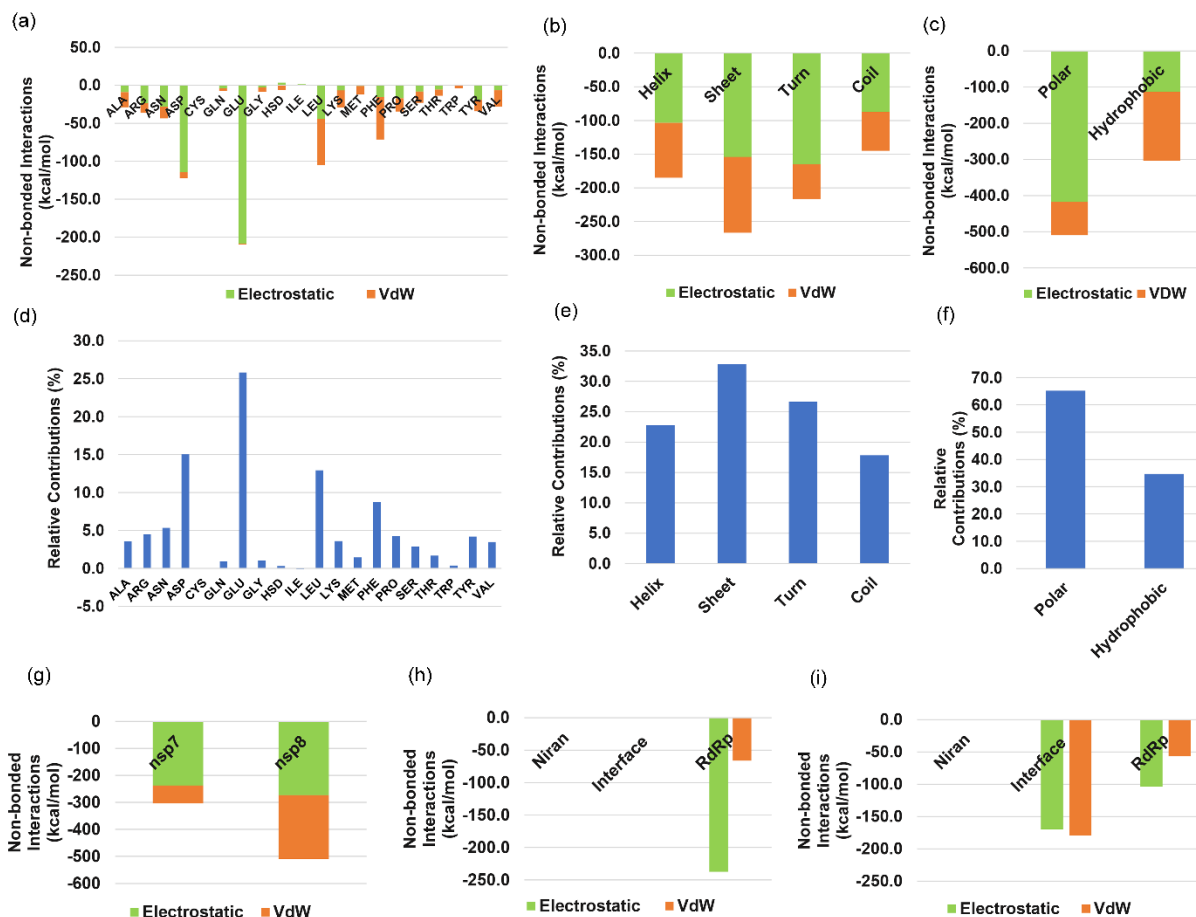 (a)
Non-bonded Interactions
(kcal/mol)
50.0
0.0
-50.0
-100.0
-150.0
-200.0
-250.0
ALA
ARG
ASN
ASP
CYS
GLN
GLU
GLY
HSD
ILE
LEU
LYS
MET
PHE
PRO
SER
THR
TRP
TYR
VAL
Electrostatic VdW
(b)
Non-bonded Interactions
(kcal/mol)
0.0
-50.0
-100.0
-150.0
-200.0
-250.0
-300.0
Helix
Sheet
Turn
Coil
Electrostatic VdW
(c)
Non-bonded Interactions
(kcal/mol)
0.0
-100.0
-200.0
-300.0
-400.0
-500.0
-600.0
Polar
Hydrophobic
Electrostatic VDW
(d)
Relative Contributions (%)
30.0
25.0
20.0
15.0
10.0
5.0
0.0
-5.0
ALA
ARG
ASN
ASP
CYS
GLN
GLU
GLY
HSD
ILE
LEU
LYS
MET
PHE
PRO
SER
THR
TRP
TYR
VAL
(e)
Relative Contributions (%)
35.0
30.0
25.0
20.0
15.0
10.0
5.0
0.0
Helix
Sheet
Turn
Coil
(f)
Relative
Contributions (%)
70.0
60.0
50.0
40.0
30.0
20.0
10.0
0.0
Polar
Hydrophobic
(g)
Non-bonded
Interactions
(kcal/mol)
0
-100
-200
-300
-400
-500
-600
nsp7
nsp8
Electrostatic VdW
(h)
Non-bonded
Interactions
(kcal/mol)
0.0
-50.0
-100.0
-150.0
-200.0
-250.0
Niran
Interface
RdRp
Electrostatic VdW
(i)
Non-bonded
Interactions
(kcal/mol)
0.0
-50.0
-100.0
-150.0
-200.0
-250.0
Niran
Interface
RdRp
Electrostatic VdW